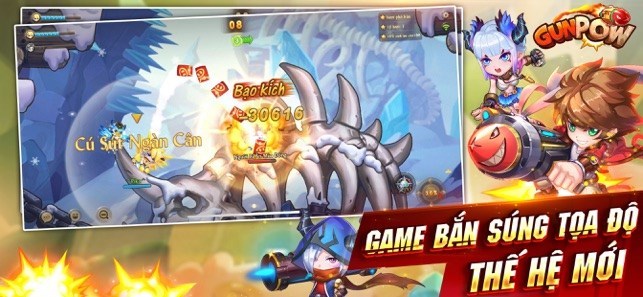 08
GUNPOW
Bạo kích
30616
Cú Sút Ngàn Cân
GAME BẮN SÚNG TỌA ĐỘ
THẾ HỆ MỚI